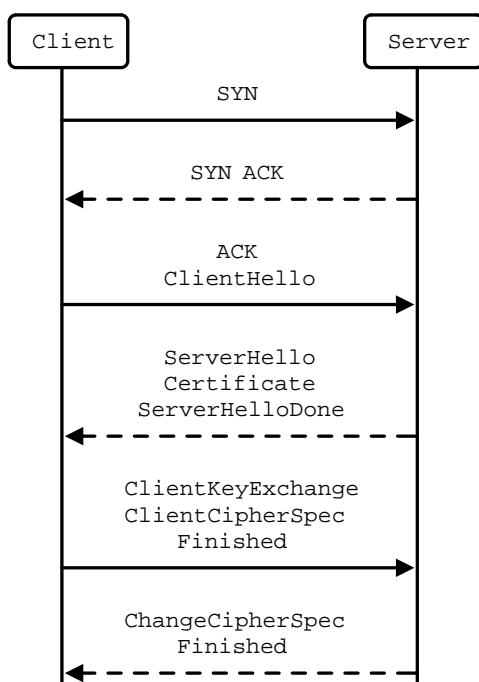 Client
Server
SYN
SYN ACK
ACK
ClientHello
ServerHello
Certificate
ServerHelloDone
ClientKeyExchange
ClientCipherSpec
Finished
ChangeCipherSpec
Finished